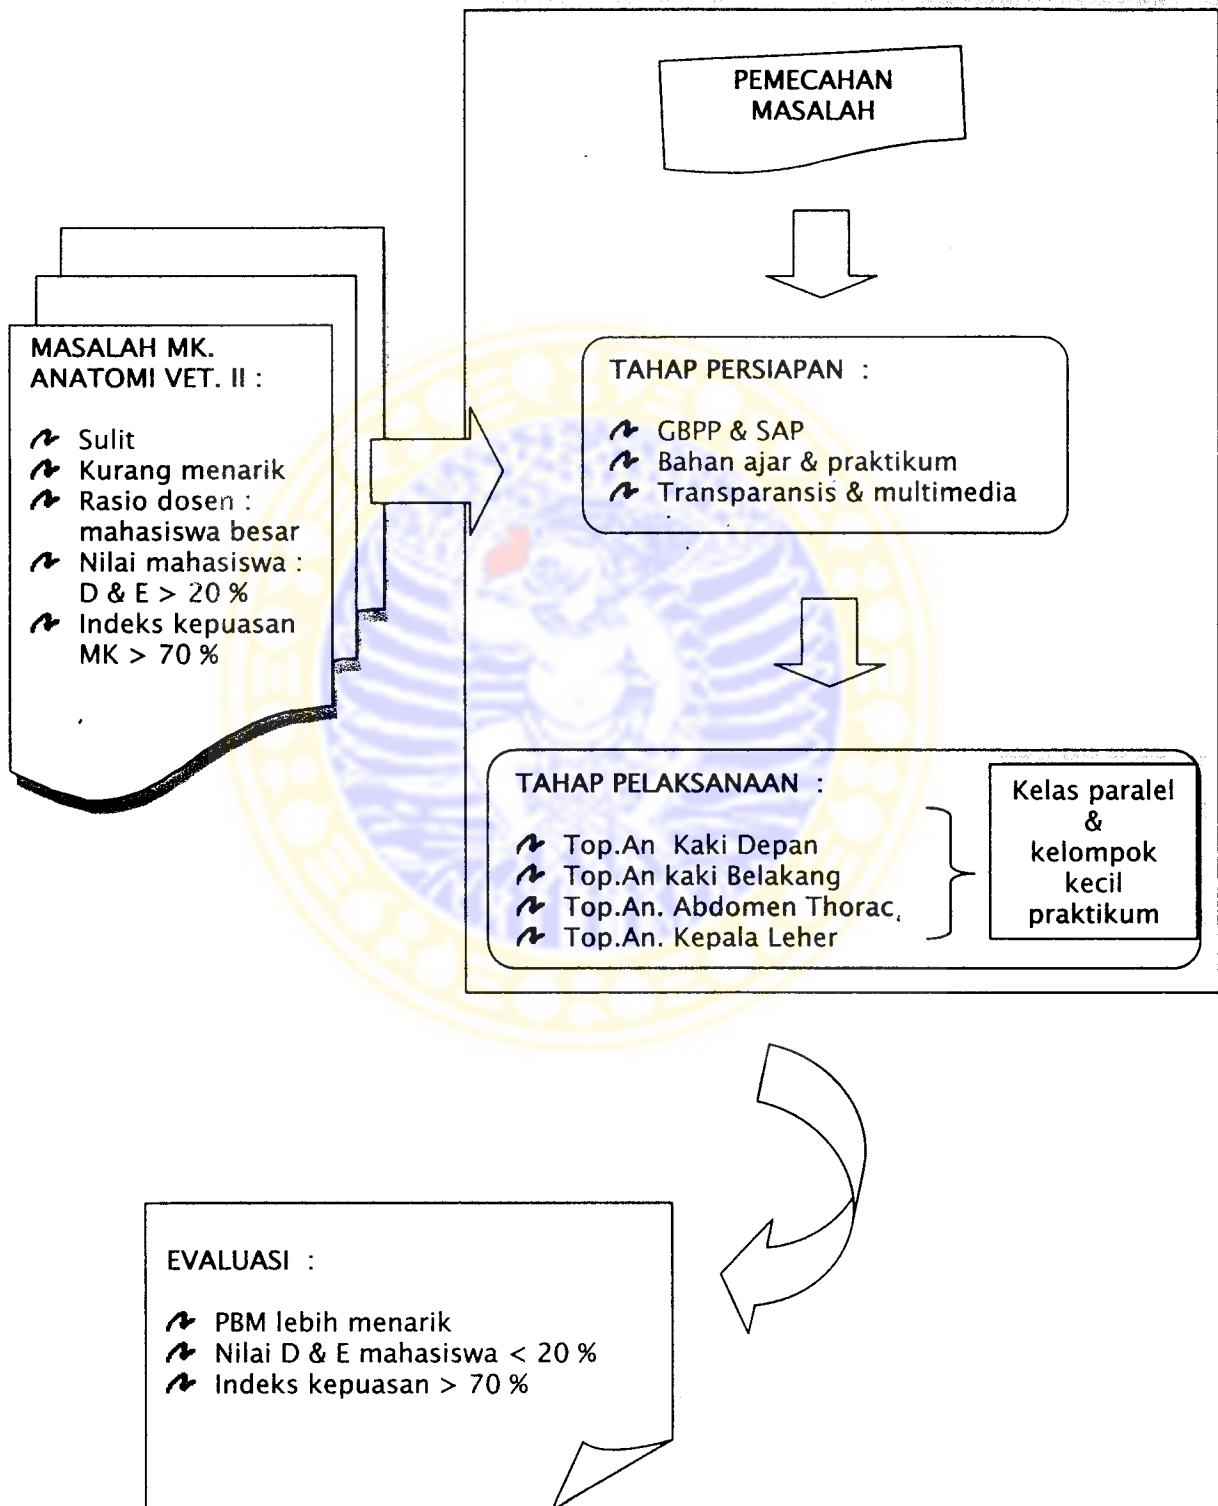 PEMECAHAN
MASALAH
MASALAH MK.
ANATOMI VET. II :
Sulit
Kurang menarik
Rasio dosen :
mahasiswa besar
Nilai mahasiswa :
D & E > 20 %
Indeks kepuasan
MK > 70 %
TAHAP PERSIAPAN :
GBPP & SAP
Bahan ajar & praktikum
Transparansis & multimedia
TAHAP PELAKSANAAN :
Top.An Kaki Depan
Top.An kaki Belakang
Top.An. Abdomen Thorac,
Top.An. Kepala Leher
Kelas paralel
&
kelompok
kecil
praktikum
EVALUASI :
PBM lebih menarik
Nilai D & E mahasiswa < 20 %
Indeks kepuasan > 70 %